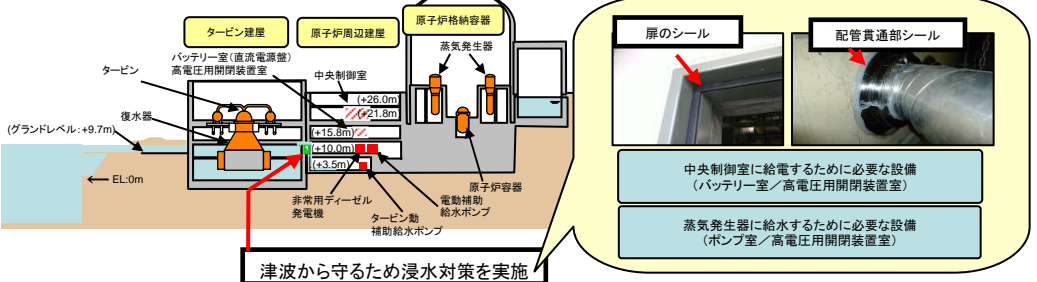 タービン建屋
原子炉周辺建屋
原子炉格納容器
バッテリー室(直流電源盤)
高電圧用開閉装置室
タービン
中央制御室
蒸気発生器
(+26.0m)
(+21.8m)
復水器
(グランドレベル:+9.7m)
(+15.8m)
(+10.0m)
(+3.5m)
EL:0m
原子炉容器
非常用ディーゼル
発電機
タービン動
補助給水ポンプ
電動補助
給水ポンプ
津波から守るため浸水対策を実施
扉のシール
配管貫通部シール
中央制御室に給電するために必要な設備
(バッテリー室/高電圧用開閉装置室)
蒸気発生器に給水するために必要な設備
(ポンプ室/高電圧用開閉装置室)